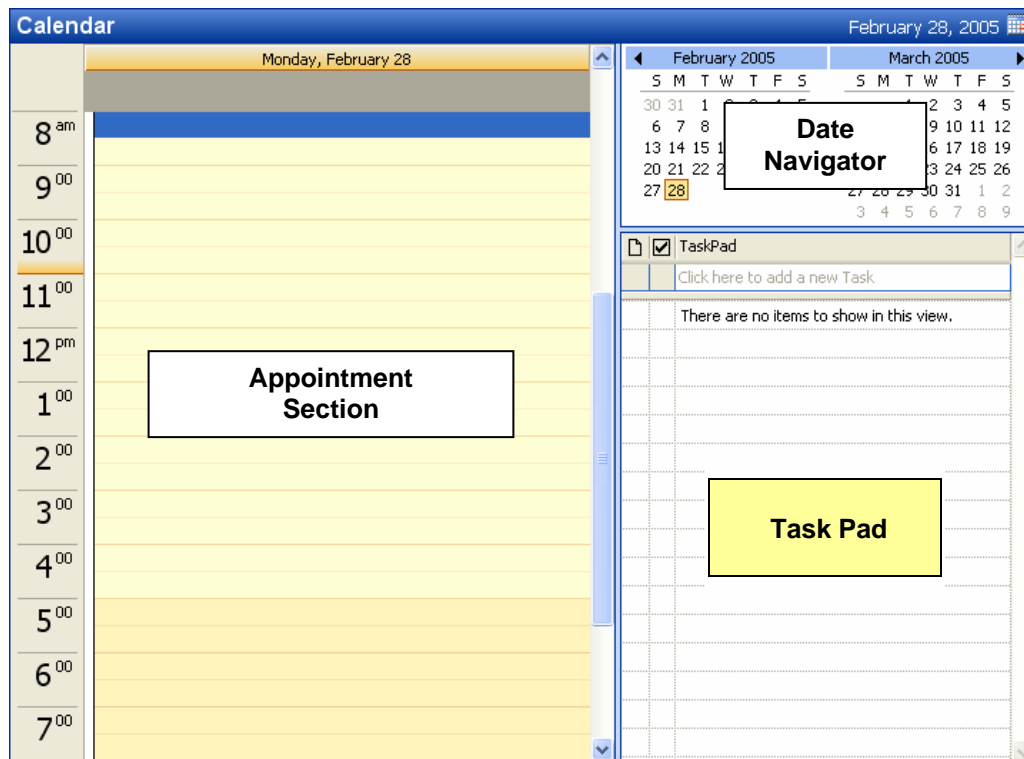 Calendar
February 28, 2005
Monday, February 28
8 am
9 00
10 00
11 00
12 pm
1 00
2 00
3 00
4 00
5 00
6 00
7 00
Appointment
Section
February 2005
S M T W T F S
30 31 1
6 7 8
13 14 15
20 21 22
27 28
March 2005
S M T W T F S
2 3 4 5
9 10 11 12
17 18 19
24 25 26
30 31 1 2
3 4 5 6 7 8 9
Date
Navigator
TaskPad
Click here to add a new Task
There are no items to show in this view.
Task Pad